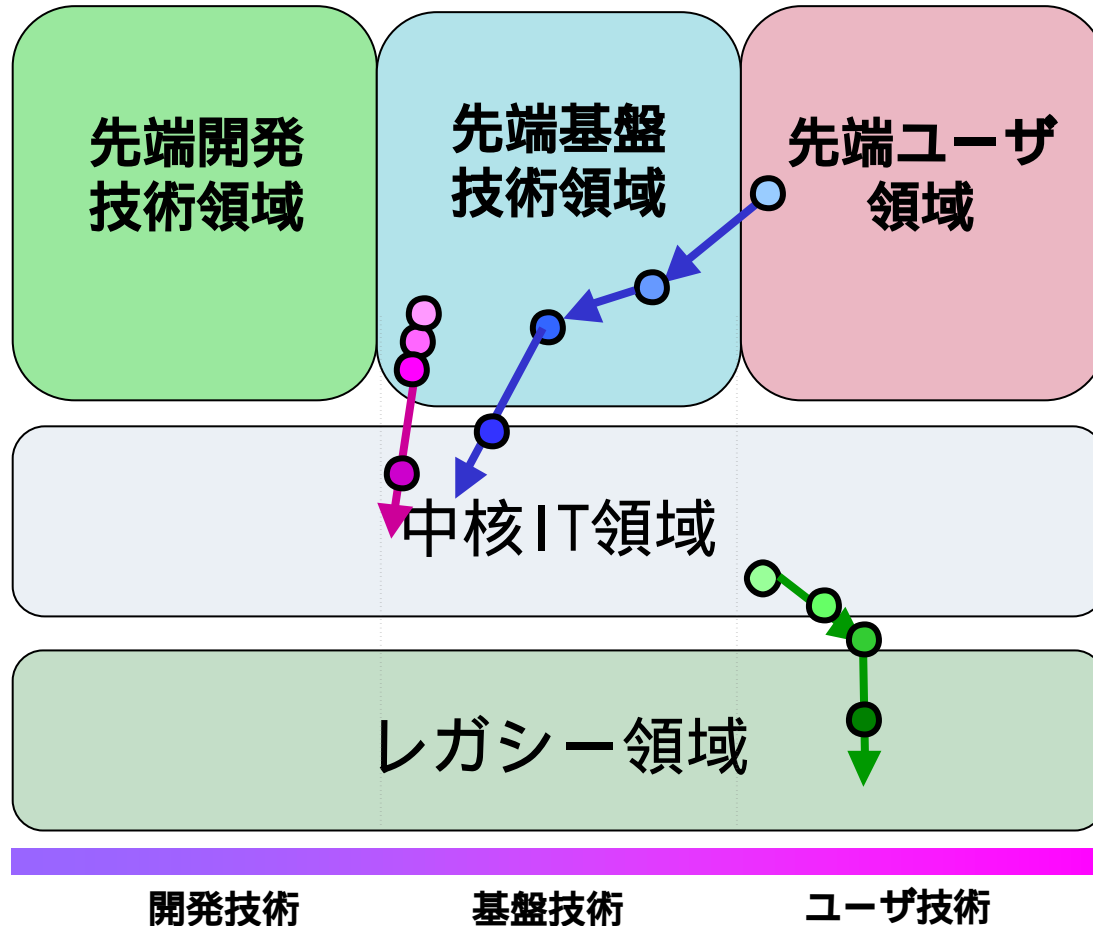 先端開発
技術領域
先端基盤
技術領域
先端ユーザ
領域
中核IT領域
レガシー領域
開発技術
基盤技術
ユーザ技術